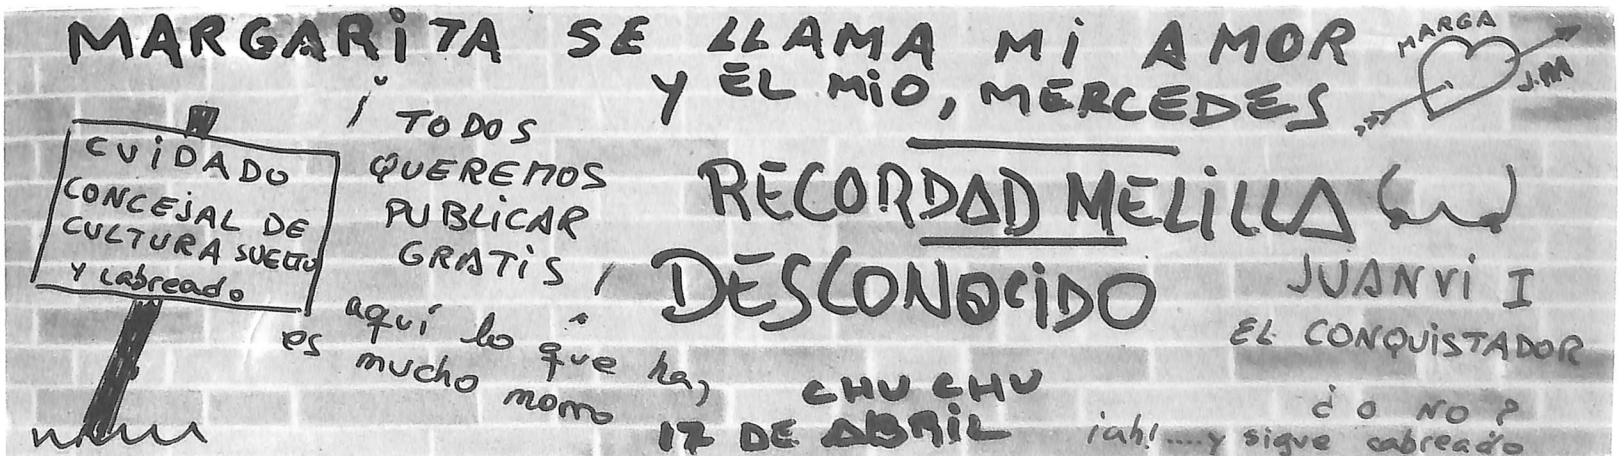 MARGARITA SE LLAMA MI AMOR
Y EL MIO, MERCEDES
MARGA
J.M
CUIDADO
CONCEJAL DE
CULTURA SUELTO
Y cabreado
¡ TODOS
QUEREMOS
PUBLICAR
GRATIS !
aquí lo que hay
es mucho morro
RECORDAD MELILLA
DESCONOCIDO
CHU CHU
17 DE ABRIL
JUANVI I
EL CONQUISTADOR
¿O NO?
¡ah!....y sigue cabreado